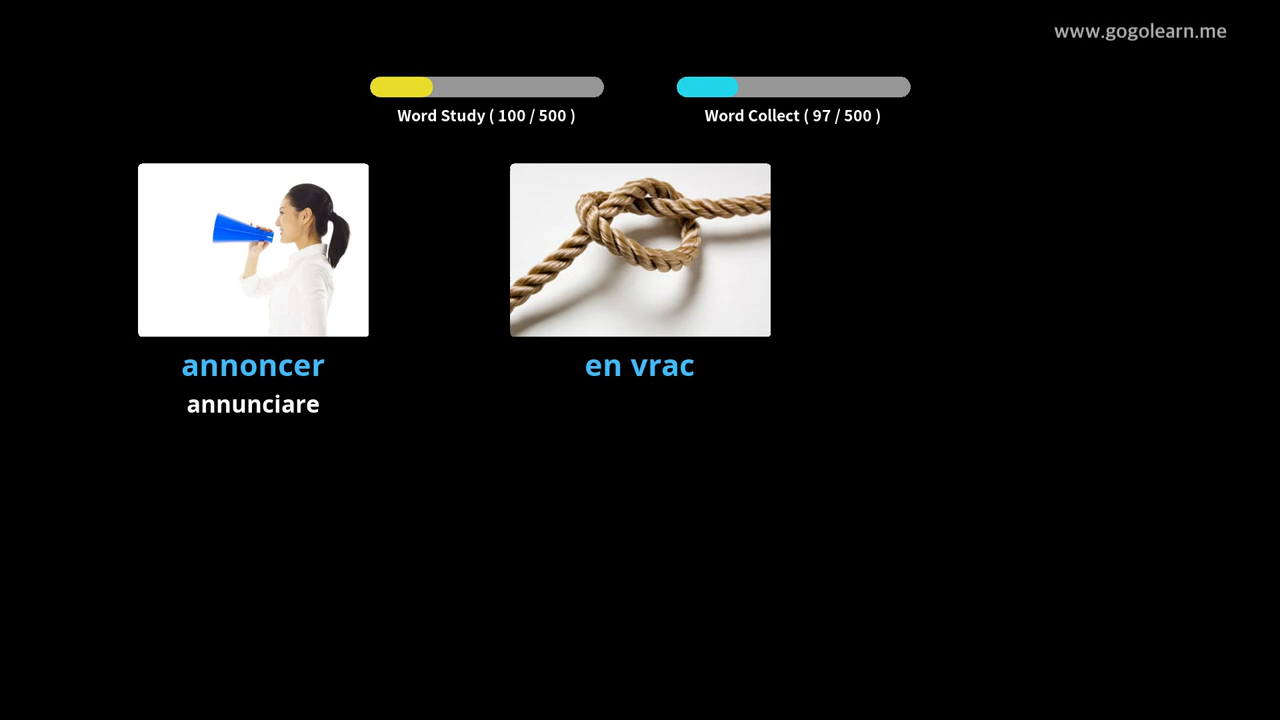 www.gogolearn.me
Word Study ( 100 / 500 )
Word Collect ( 97 / 500 )
annoncer
annunciare
en vrac